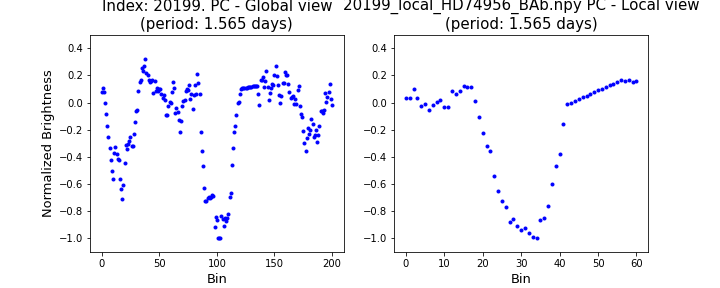 Index: 20199. PC - Global view
(period: 1.565 days)
20199_local_HD74956_BAb.npy PC - Local view
(period: 1.565 days)
Normalized Brightness
0.4
0.2
0.0
−0.2
−0.4
−0.6
−0.8
−1.0
0 50 100 150 200
Bin
0.4
0.2
0.0
−0.2
−0.4
−0.6
−0.8
−1.0
0 10 20 30 40 50 60
Bin